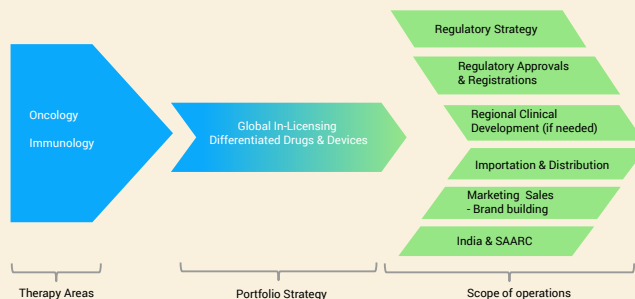 Oncology
Immunology
Global In-Licensing
Differentiated Drugs & Devices
Regulatory Strategy
Regulatory Approvals
& Registrations
Regional Clinical
Development (if needed)
Importation & Distribution
Marketing Sales
- Brand building
India & SAARC
Therapy Areas
Portfolio Strategy
Scope of operations